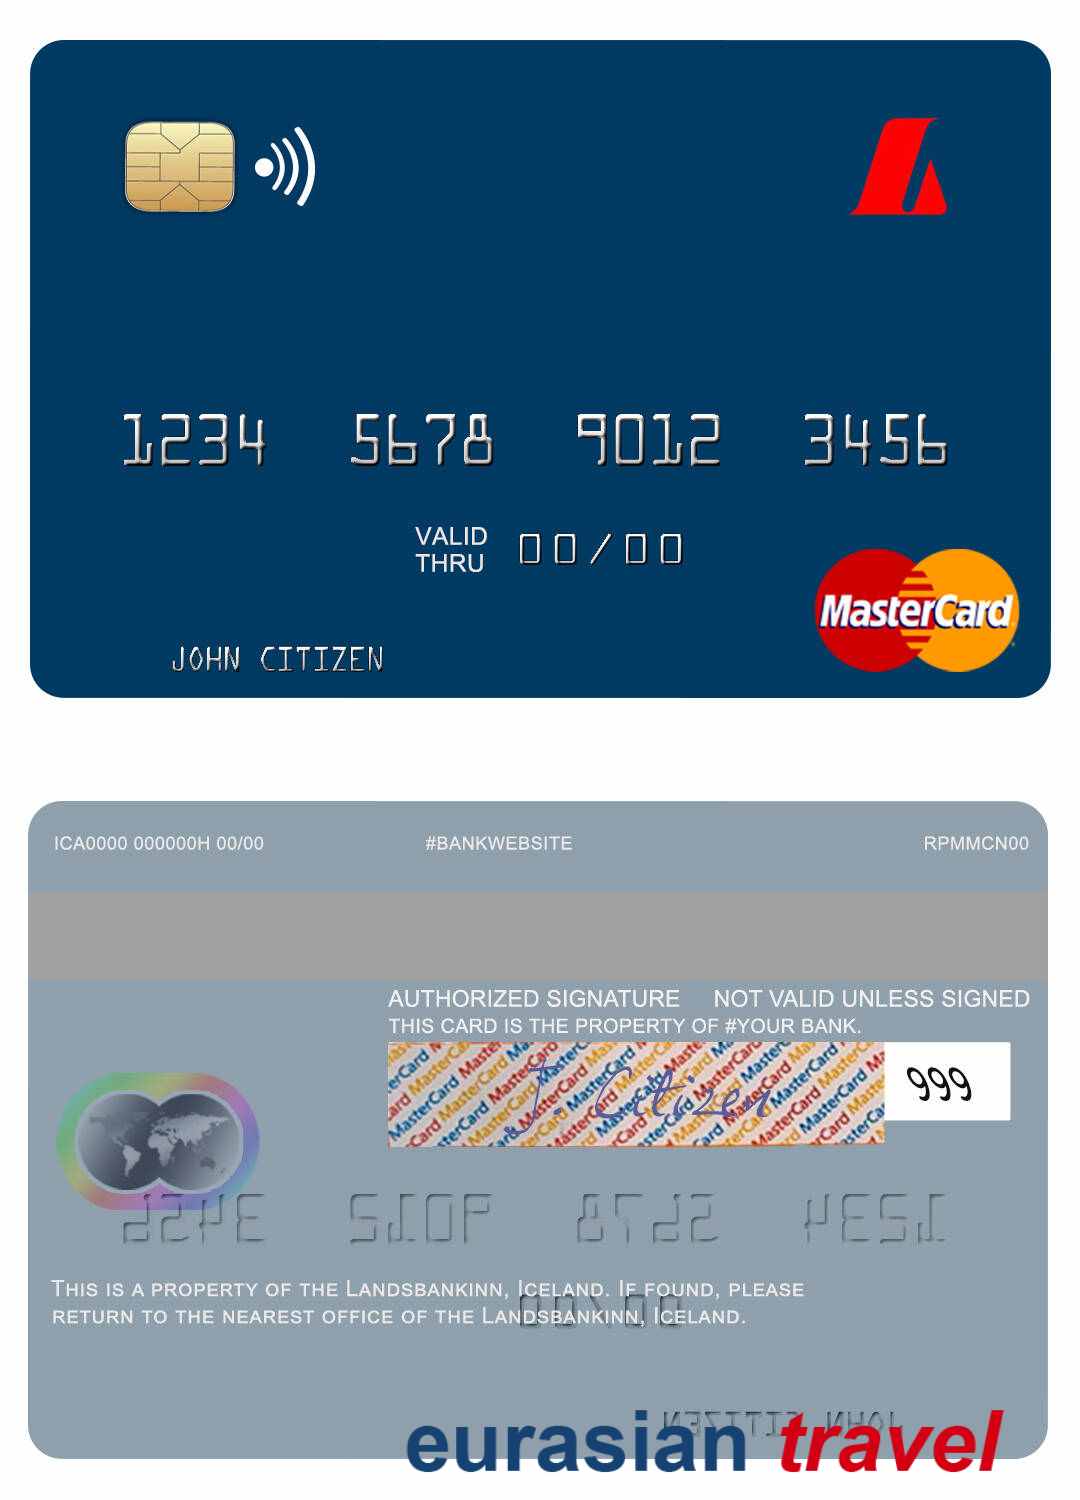 1234 5678 9012 3456
VALID
THRU 00/00
MasterCard
JOHN CITIZEN
ICA0000 000000H 00/00 #BANKWEBSITE RPMMCN00
AUTHORIZED SIGNATURE NOT VALID UNLESS SIGNED
THIS CARD IS THE PROPERTY OF #YOUR BANK.
J. Citizen 999
THIS IS A PROPERTY OF THE LANDSBANKINN, ICELAND. IF FOUND, PLEASE
RETURN TO THE NEAREST OFFICE OF THE LANDSBANKINN, ICELAND.
eurasian travel